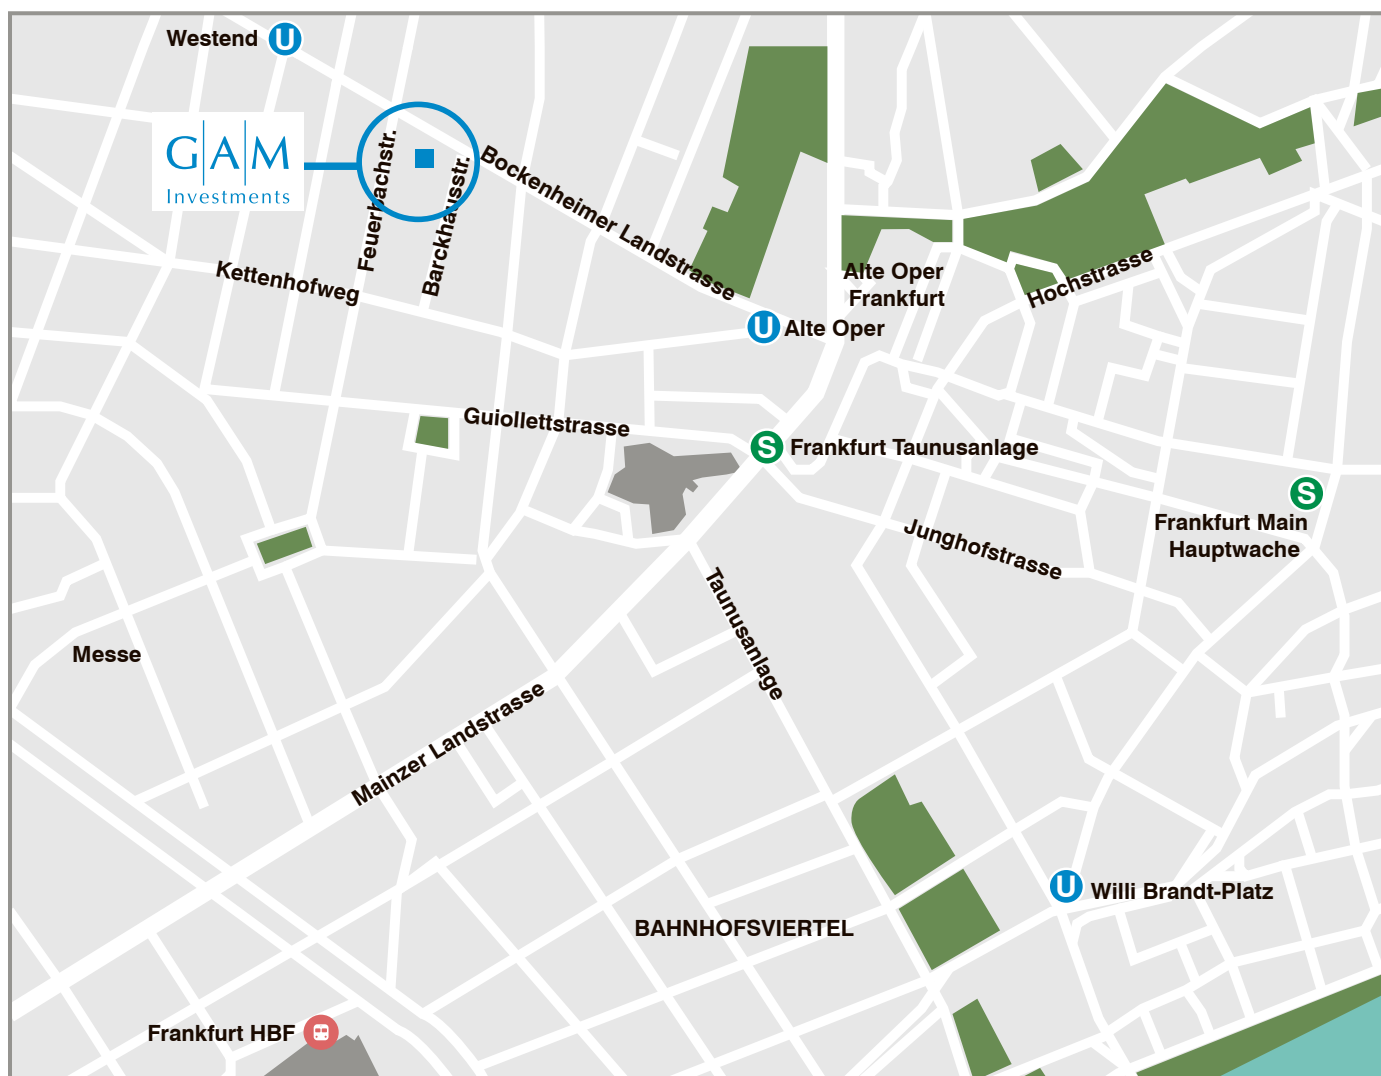 Westend U
GAM
Investments
Feuerbachstr.
Barckhausstr.
Bockenheimer Landstrasse
Kettenhofweg
Alte Oper
Frankfurt
Hochstrasse
U Alte Oper
Guiollettstrasse
S Frankfurt Taunusanlage
S
Frankfurt Main
Hauptwache
Junghofstrasse
Taunusanlage
Messe
Mainzer Landstrasse
U Willi Brandt-Platz
BAHNHOFSVIERTEL
Frankfurt HBF